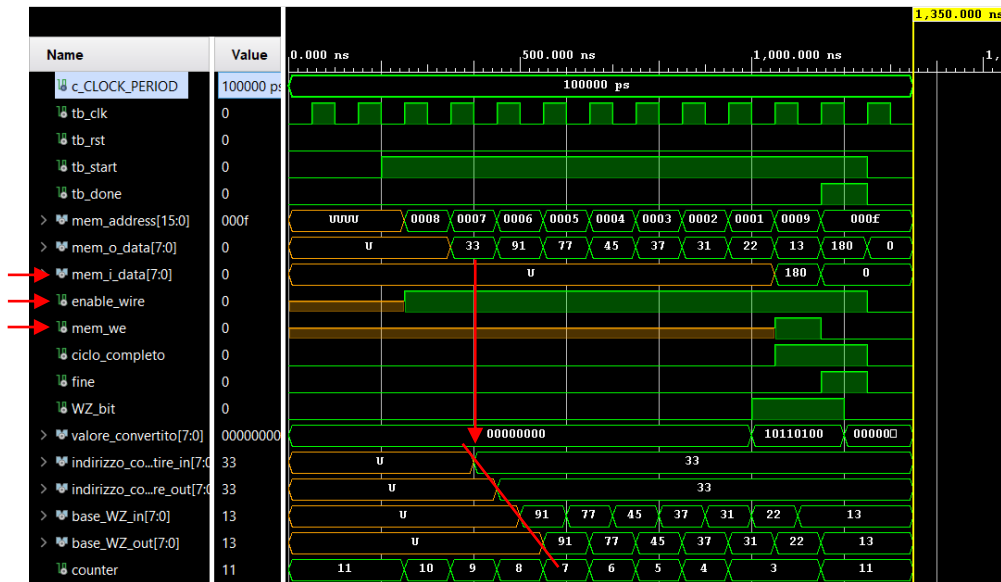 1,350.000 ns
Name Value 0.000 ns 500.000 ns 1,000.000 ns 1,
c_CLOCK_PERIOD 100000 ps 100000 ps
tb_clk 0
tb_rst 0
tb_start 0
tb_done 0
mem_address[15:0] 000f UUUU 0008 0007 0006 0005 0004 0003 0002 0001 0009 000f
mem_o_data[7:0] 0 U 33 91 77 45 37 31 22 13 180 0
mem_i_data[7:0] 0 U 180 0
enable_wire 0
mem_we 0
ciclo_completo 0
fine 0
WZ_bit 0
valore_convertito[7:0] 00000000 00000000 10110100 00000□
indirizzo_co...tire_in[7:0 33 U 33
indirizzo_co...re_out[7:0 33 U 33
base_WZ_in[7:0] 13 U 91 77 45 37 31 22 13
base_WZ_out[7:0] 13 U 91 77 45 37 31 22 13
counter 11 11 10 9 8 7 6 5 4 3 11